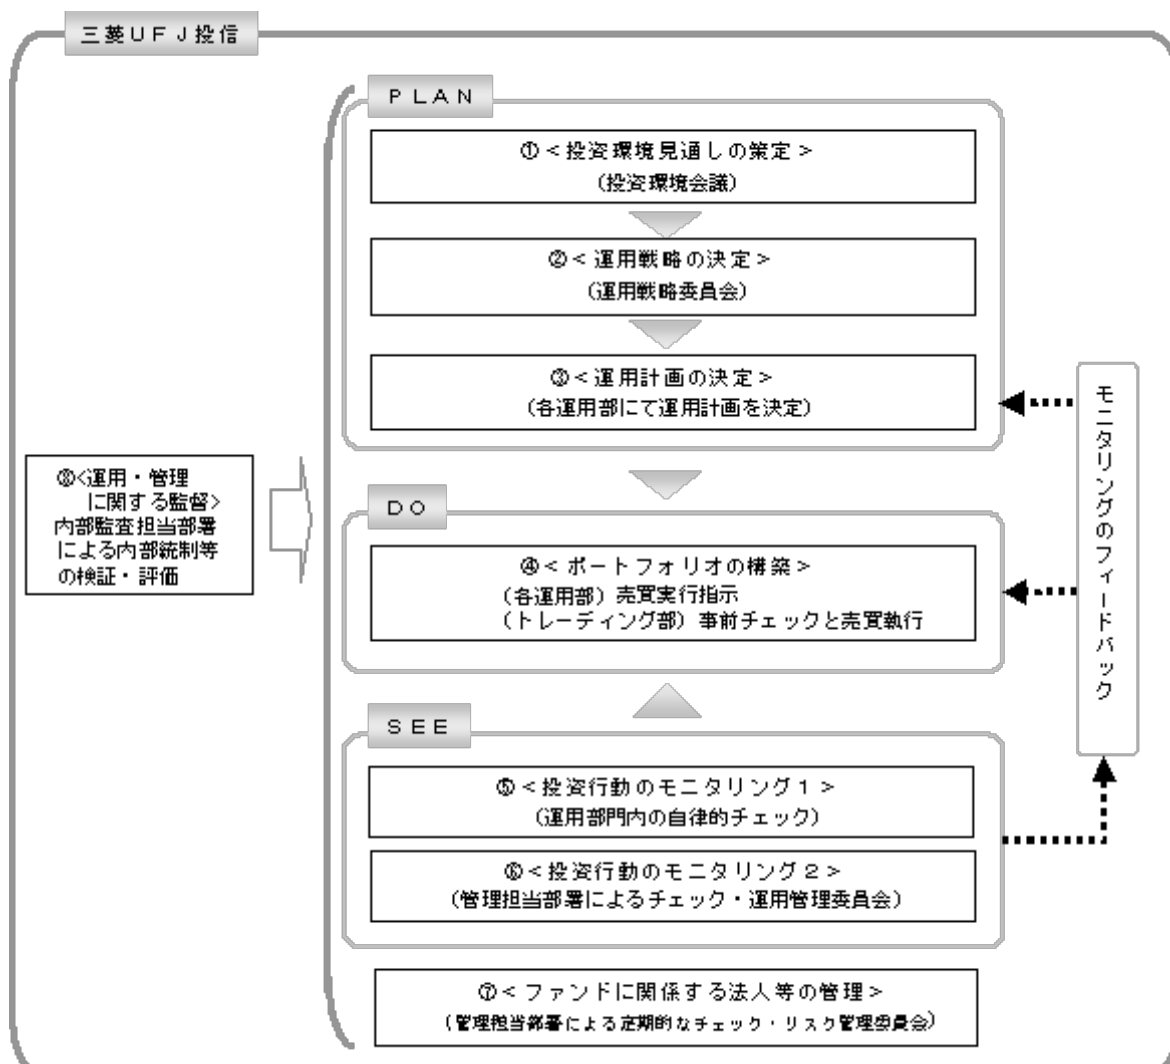 三菱UFJ投信
PLAN
①<投資環境見通しの策定>
(投資環境会議)
②<運用戦略の決定>
(運用戦略委員会)
③<運用計画の決定>
(各運用部にて運用計画を決定)
⑧<運用・管理
に関する監督>
内部監査担当部署
による内部統制等
の検証・評価
DO
④<ポートフォリオの構築>
(各運用部)売買実行指示
(トレーディング部)事前チェックと売買執行
SEE
⑤<投資行動のモニタリング1>
(運用部門内の自律的チェック)
⑥<投資行動のモニタリング2>
(管理担当部署によるチェック・運用管理委員会)
⑦<ファンドに関係する法人等の管理>
(管理担当部署による定期的なチェック・リスク管理委員会)
モニタリングのフィードバック